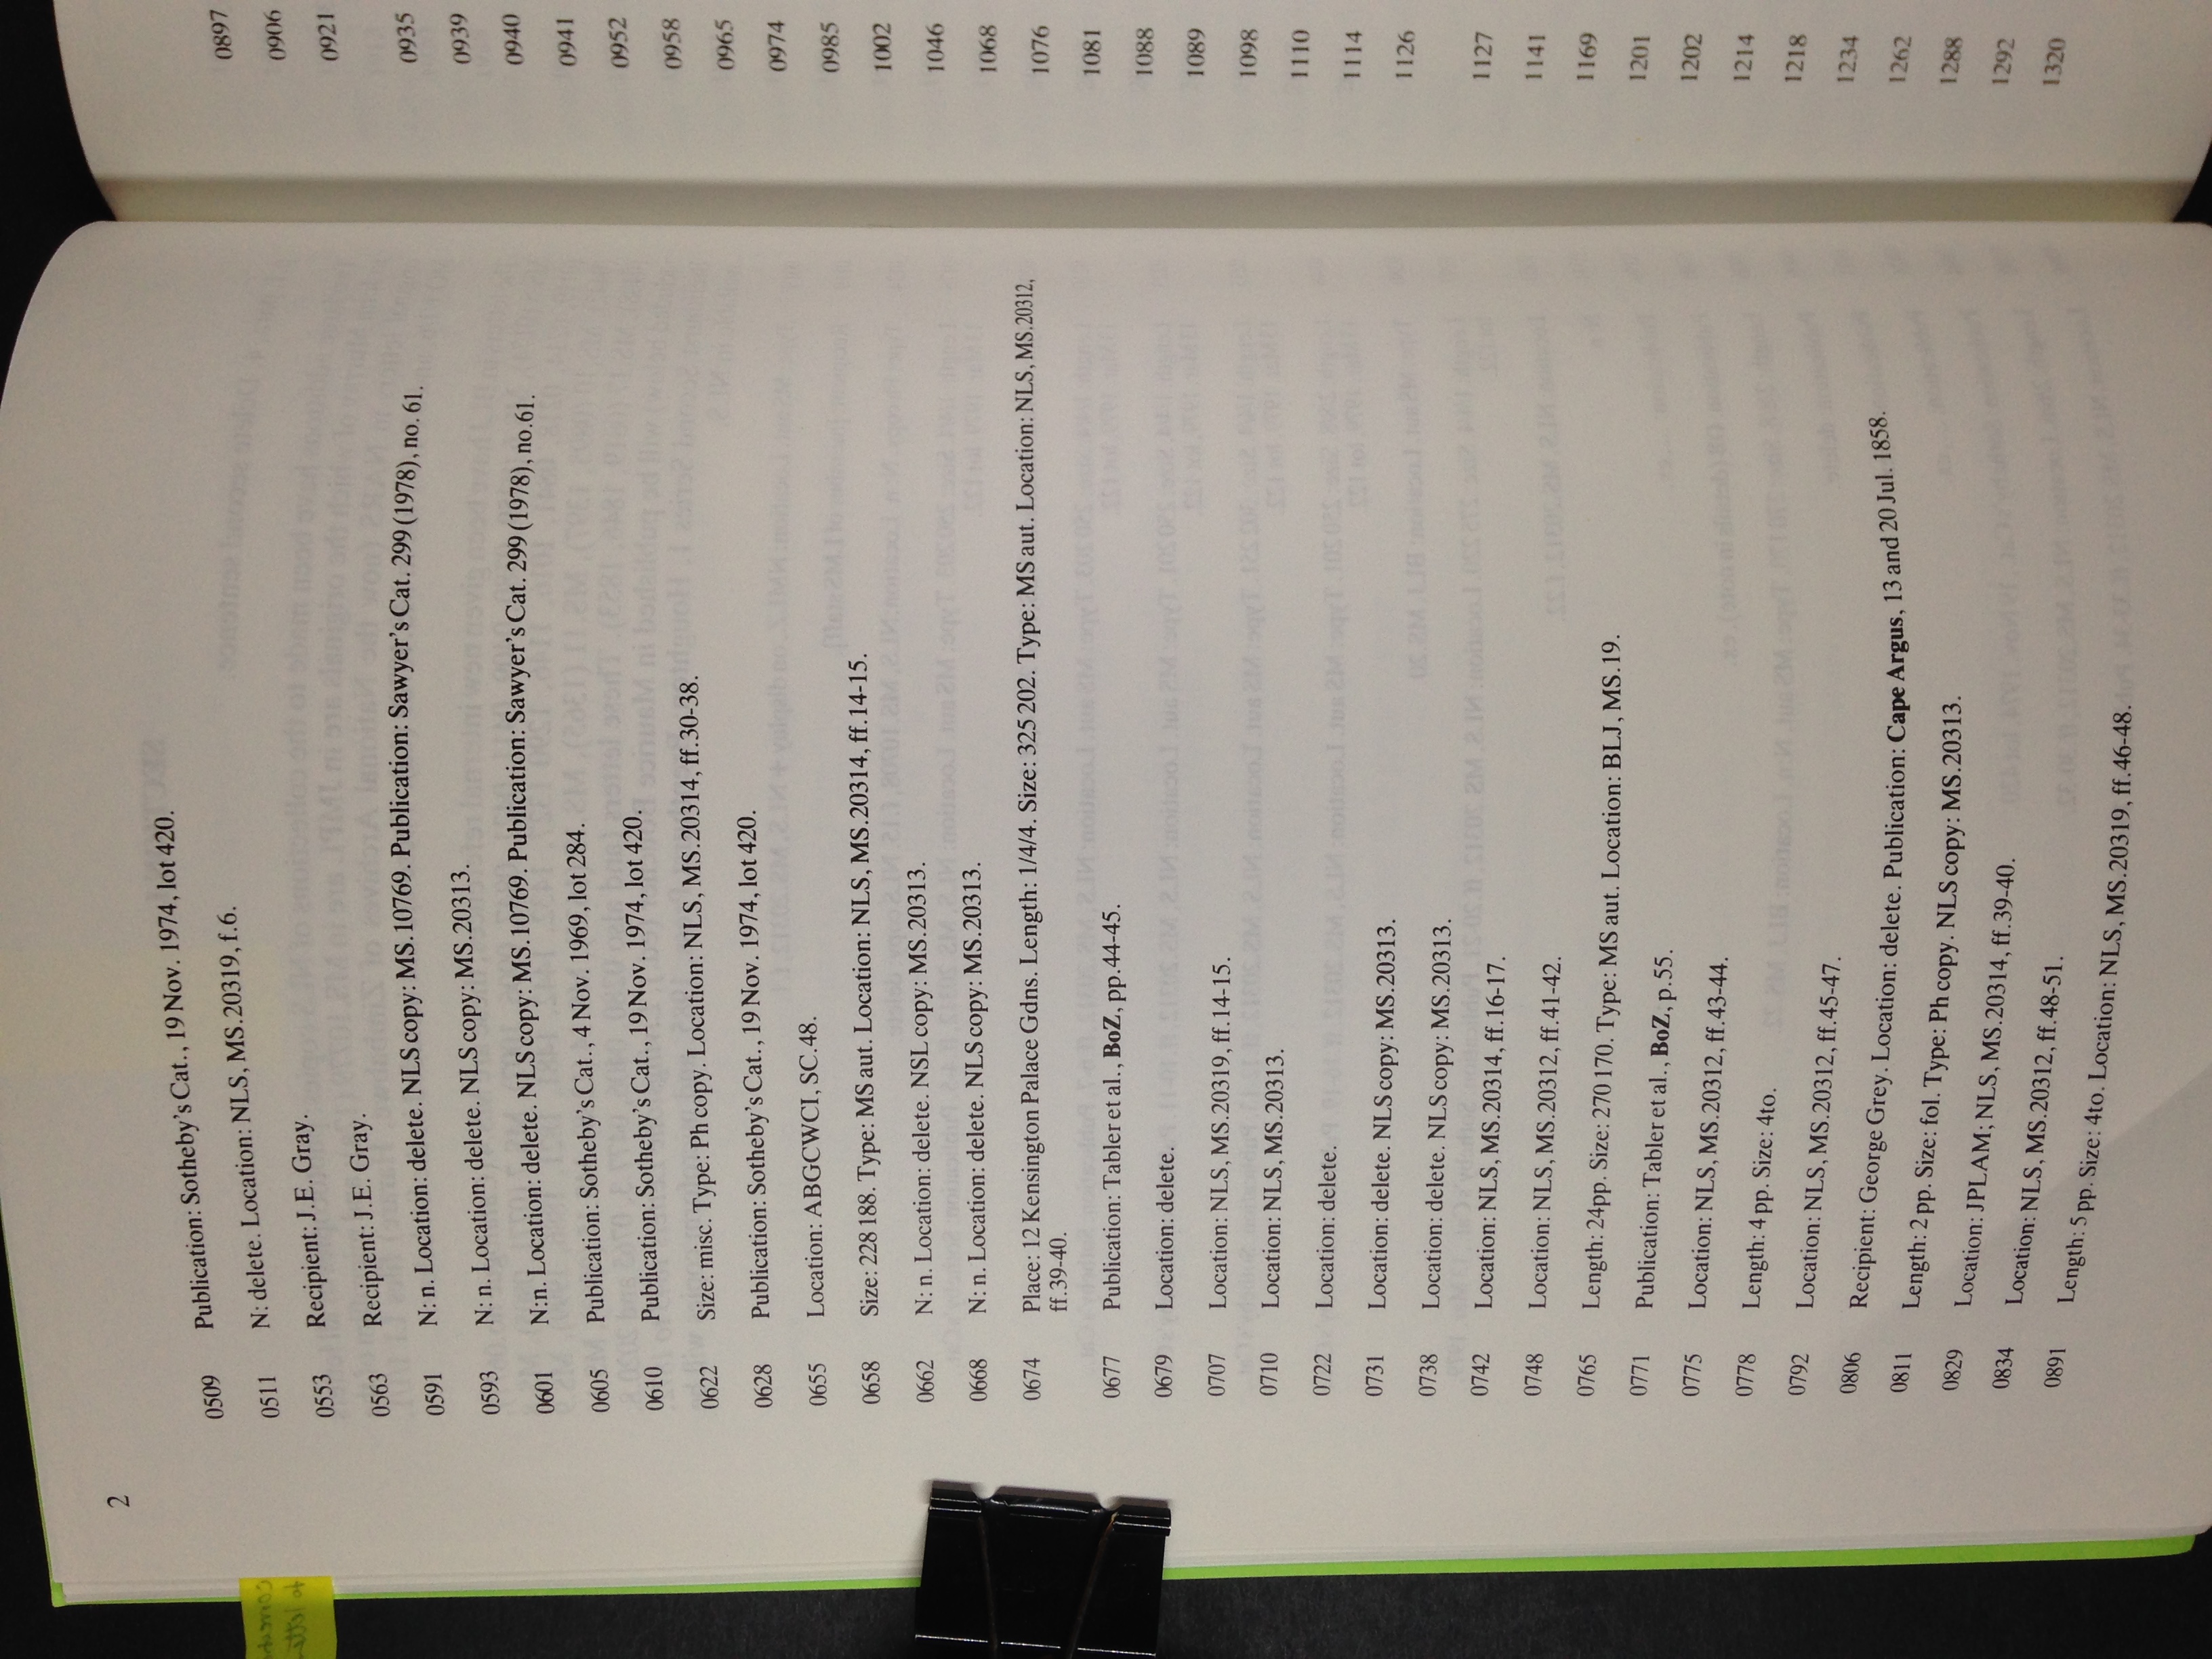 2
0509 Publication: Sotheby's Cat., 19 Nov. 1974, lot 420.
0511 N: delete. Location: NLS, MS.20319, f.6.
0553 Recipient: J.E. Gray.
0563 Recipient: J.E. Gray.
0591 N: n. Location: delete. NLS copy: MS.10769. Publication: Sawyer's Cat. 299 (1978), no. 61.
0593 N: n. Location: delete. NLS copy: MS.20313.
0601 N:n. Location: delete. NLS copy: MS.10769. Publication: Sawyer's Cat. 299 (1978), no.61.
0605 Publication: Sotheby's Cat., 4 Nov. 1969, lot 284.
0610 Publication: Sotheby's Cat., 19 Nov. 1974, lot 420.
0622 Size: misc. Type: Ph copy. Location: NLS, MS.20314, ff.30-38.
0628 Publication: Sotheby's Cat., 19 Nov. 1974, lot 420.
0655 Location: ABGCWCI, SC.48.
0658 Size: 228 188. Type: MS aut. Location: NLS, MS.20314, ff.14-15.
0662 N: n. Location: delete. NSL copy: MS.20313.
0668 N: n. Location: delete. NLS copy: MS.20313.
0674 Place: 12 Kensington Palace Gdns. Length: 1/4/4. Size: 325 202. Type: MS aut. Location: NLS, MS.20312,
ff.39-40.
0677 Publication: Tabler et al., BoZ, pp.44-45.
0679 Location: delete.
0707 Location: NLS, MS.20319, ff.14-15.
0710 Location: NLS, MS.20313.
0722 Location: delete.
0731 Location: delete. NLS copy: MS.20313.
0738 Location: delete. NLS copy: MS.20313.
0742 Location: NLS, MS.20314, ff.16-17.
0748 Location: NLS, MS.20312, ff.41-42.
0765 Length: 24pp. Size: 270 170. Type: MS aut. Location: BLJ, MS.19.
0771 Publication: Tabler et al., BoZ, p.55.
0775 Location: NLS, MS.20312, ff.43-44.
0778 Length: 4 pp. Size: 4to.
0792 Location: NLS, MS.20312, ff.45-47.
0806 Recipient: George Grey. Location: delete. Publication: Cape Argus, 13 and 20 Jul. 1858.
0811 Length: 2 pp. Size: fol. Type: Ph copy. NLS copy: MS.20313.
0829 Location: JPLAM; NLS, MS.20314, ff.39-40.
0834 Location: NLS, MS.20312, ff.48-51.
0891 Length: 5 pp. Size: 4to. Location: NLS, MS.20319, ff.46-48.
0897
0906
0921
0935
0939
0940
0941
0952
0958
0965
0974
0985
1002
1046
1068
1076
1081
1088
1089
1098
1110
1114
1126
1127
1141
1169
1201
1202
1214
1218
1234
1262
1288
1292
1320